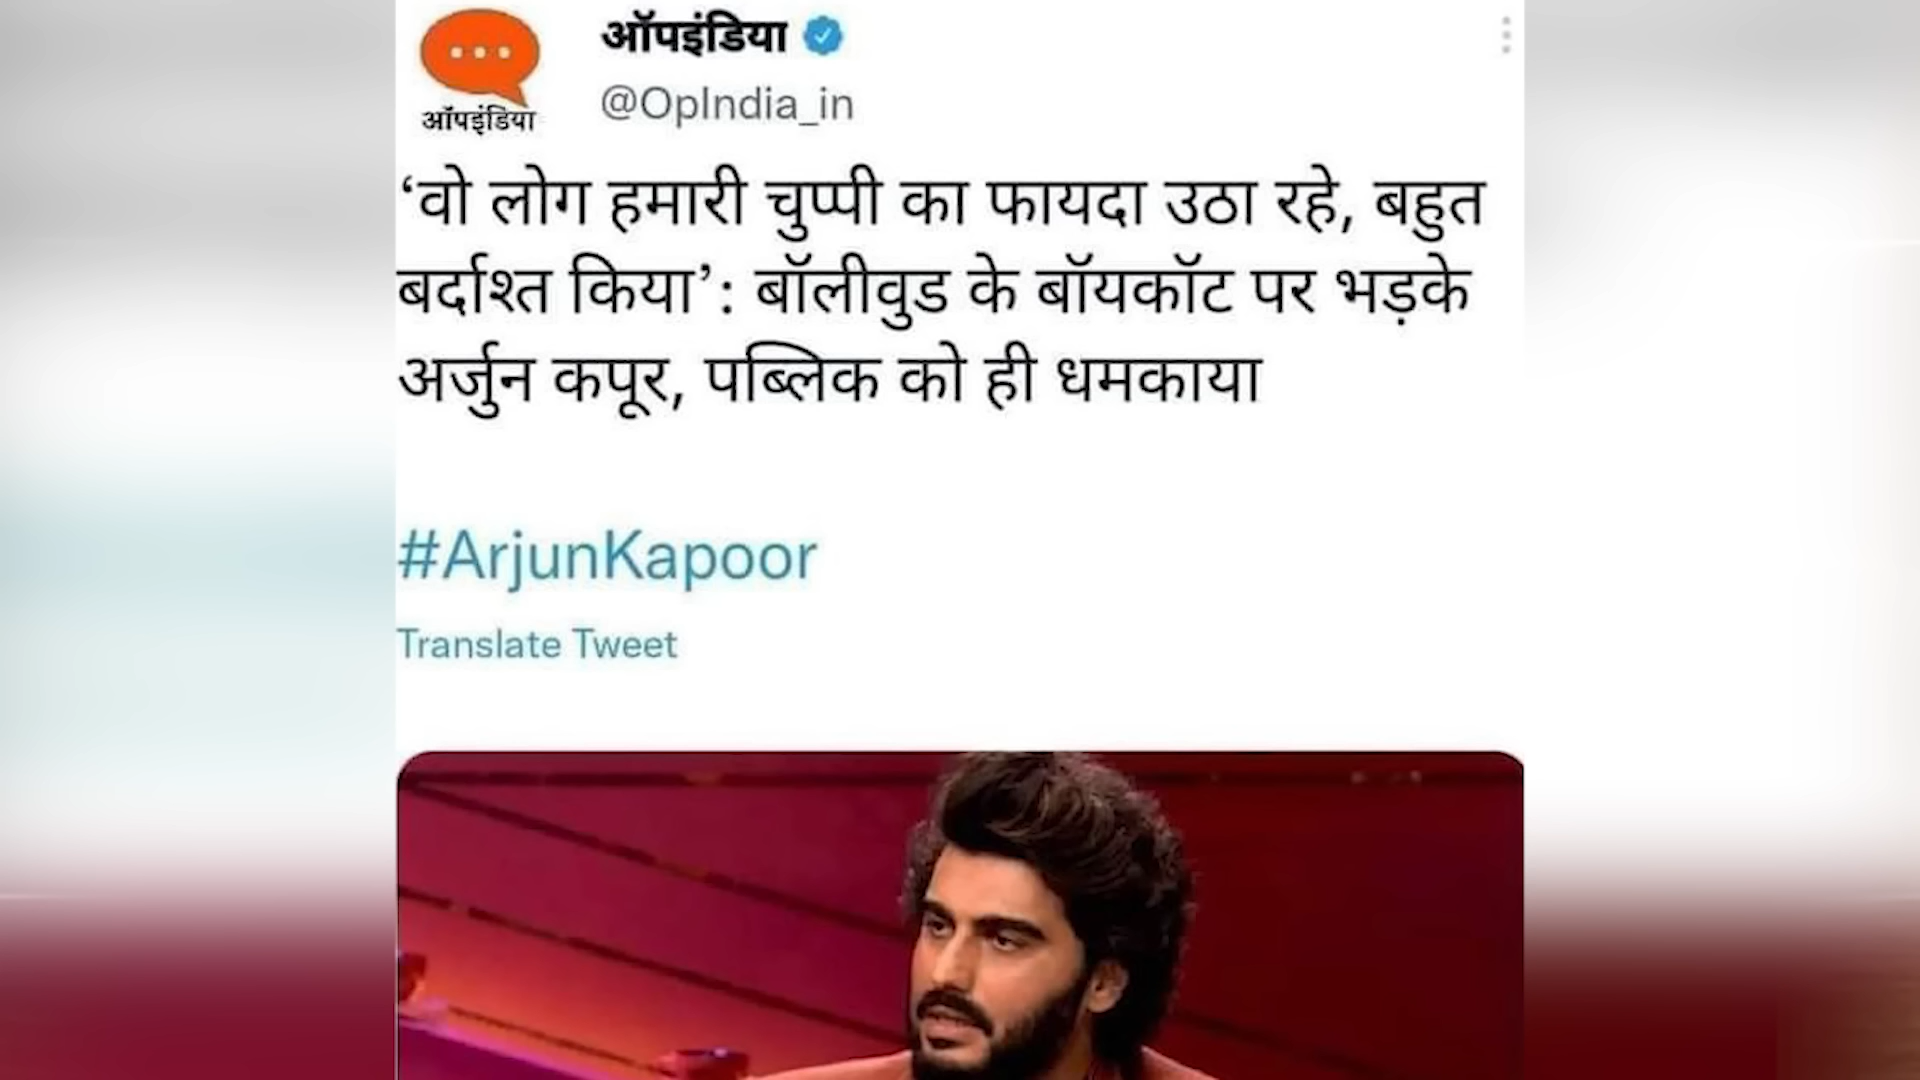 ऑपइंडिया
@OpIndia_in
ऑपइंडिया
‘वो लोग हमारी चुप्पी का फायदा उठा रहे, बहुत
बर्दाश्त किया’: बॉलीवुड के बॉयकॉट पर भड़के
अर्जुन कपूर, पब्लिक को ही धमकाया
#ArjunKapoor
Translate Tweet